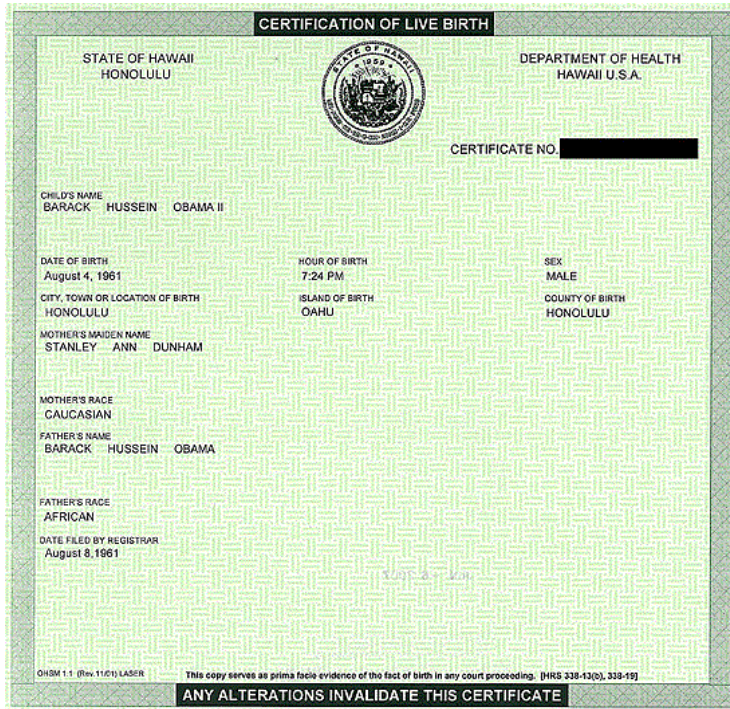 CERTIFICATION OF LIVE BIRTH
STATE OF HAWAII
HONOLULU
STATE OF HAWAII
1959
DEPARTMENT OF HEALTH
HAWAII U.S.A.
CERTIFICATE NO.
CHILD'S NAME
BARACK HUSSEIN OBAMA II
DATE OF BIRTH HOUR OF BIRTH SEX
August 4, 1961 7:24 PM MALE
CITY, TOWN OR LOCATION OF BIRTH ISLAND OF BIRTH COUNTY OF BIRTH
HONOLULU OAHU HONOLULU
MOTHER'S MAIDEN NAME
STANLEY ANN DUNHAM
MOTHER'S RACE
CAUCASIAN
FATHER'S NAME
BARACK HUSSEIN OBAMA
FATHER'S RACE
AFRICAN
DATE FILED BY REGISTRAR
August 8,1961
OHSM 1.1 (Rev.11/01) LASER This copy serves as prima facie evidence of the fact of birth in any court proceeding. [HRS 338-13(b), 338-19]
ANY ALTERATIONS INVALIDATE THIS CERTIFICATE